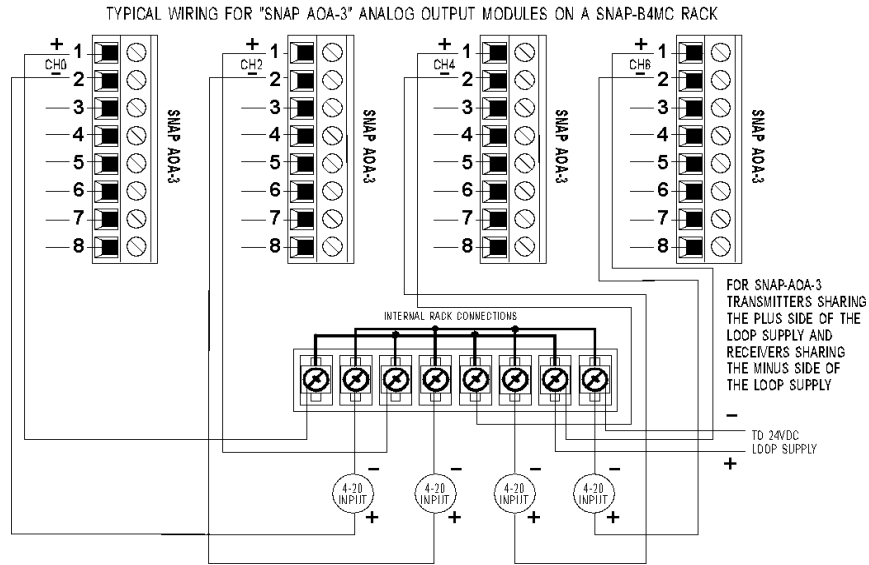 TYPICAL WIRING FOR "SNAP AOA-3" ANALOG OUTPUT MODULES ON A SNAP-B4MC RACK
+ 1
CH0
− 2
3
4
5
6
7
8
SNAP AOA-3
+ 1
CH2
− 2
3
4
5
6
7
8
SNAP AOA-3
+ 1
CH4
− 2
3
4
5
6
7
8
SNAP AOA-3
+ 1
CH6
− 2
3
4
5
6
7
8
SNAP AOA-3
FOR SNAP-AOA-3
TRANSMITTERS SHARING
THE PLUS SIDE OF THE
LOOP SUPPLY AND
RECEIVERS SHARING
THE MINUS SIDE OF
THE LOOP SUPPLY
INTERNAL RACK CONNECTIONS
−
TO 24VDC
LOOP SUPPLY
+
−
4-20
INPUT
+
−
4-20
INPUT
+
−
4-20
INPUT
+
−
4-20
INPUT
+